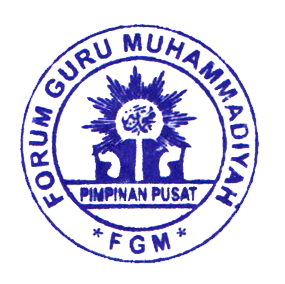 FORUM GURU MUHAMMADIYAH
PIMPINAN PUSAT
* FGM *